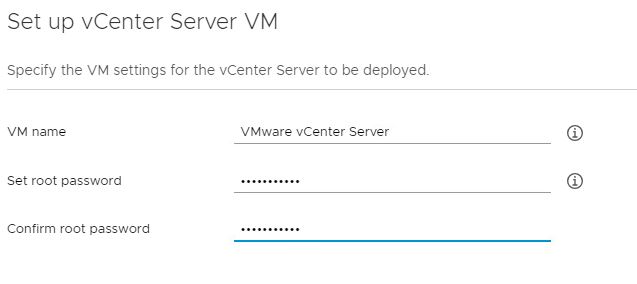 Set up vCenter Server VM
Specify the VM settings for the vCenter Server to be deployed.
VM name VMware vCenter Server
Set root password •••••••••••
Confirm root password •••••••••••